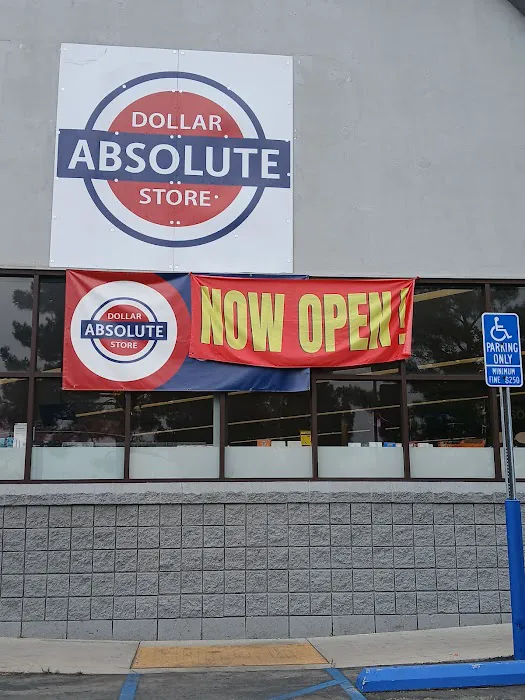 DOLLAR
ABSOLUTE
STORE
DOLLAR
ABSOLUTE
STORE
NOW OPEN!
PARKING
ONLY
MINIMUM
FINE $250